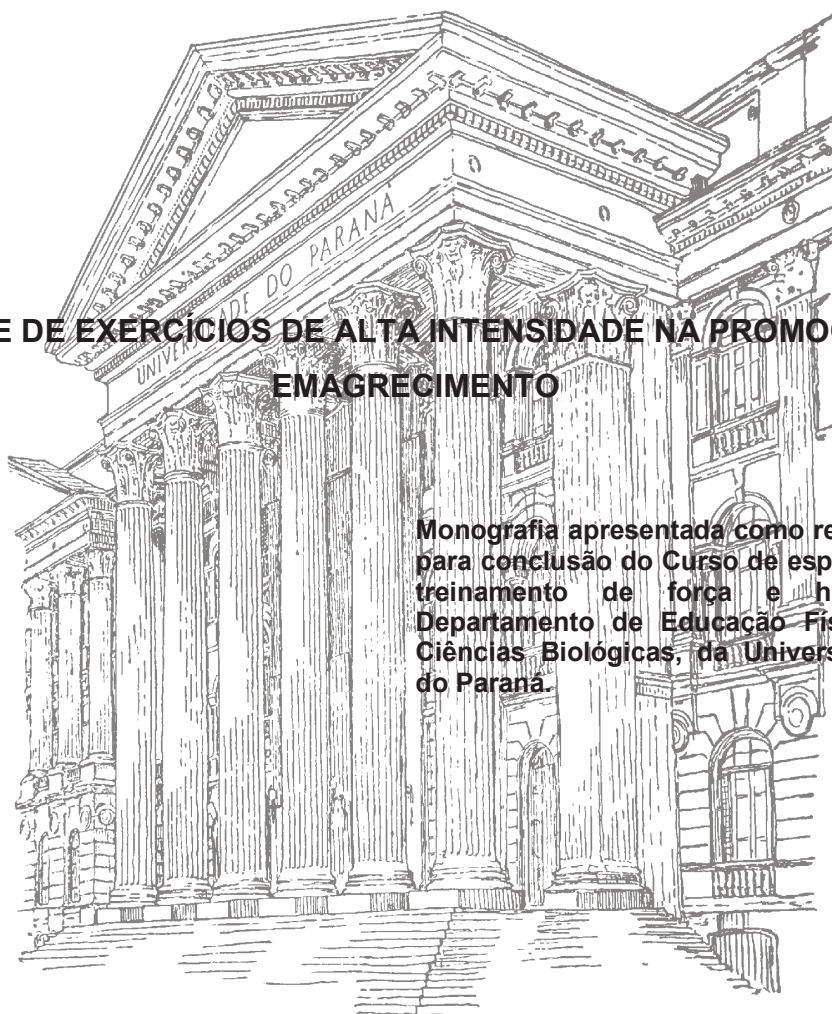 UNIVERSIDADE DO PARANÁ
E DE EXERCÍCIOS DE ALTA INTENSIDADE NA PROMOÇ
EMAGRECIMENTO
Monografia apresentada como re
para conclusão do Curso de esp
treinamento de força e h
Departamento de Educação Fís
Ciências Biológicas, da Univers
do Paraná.